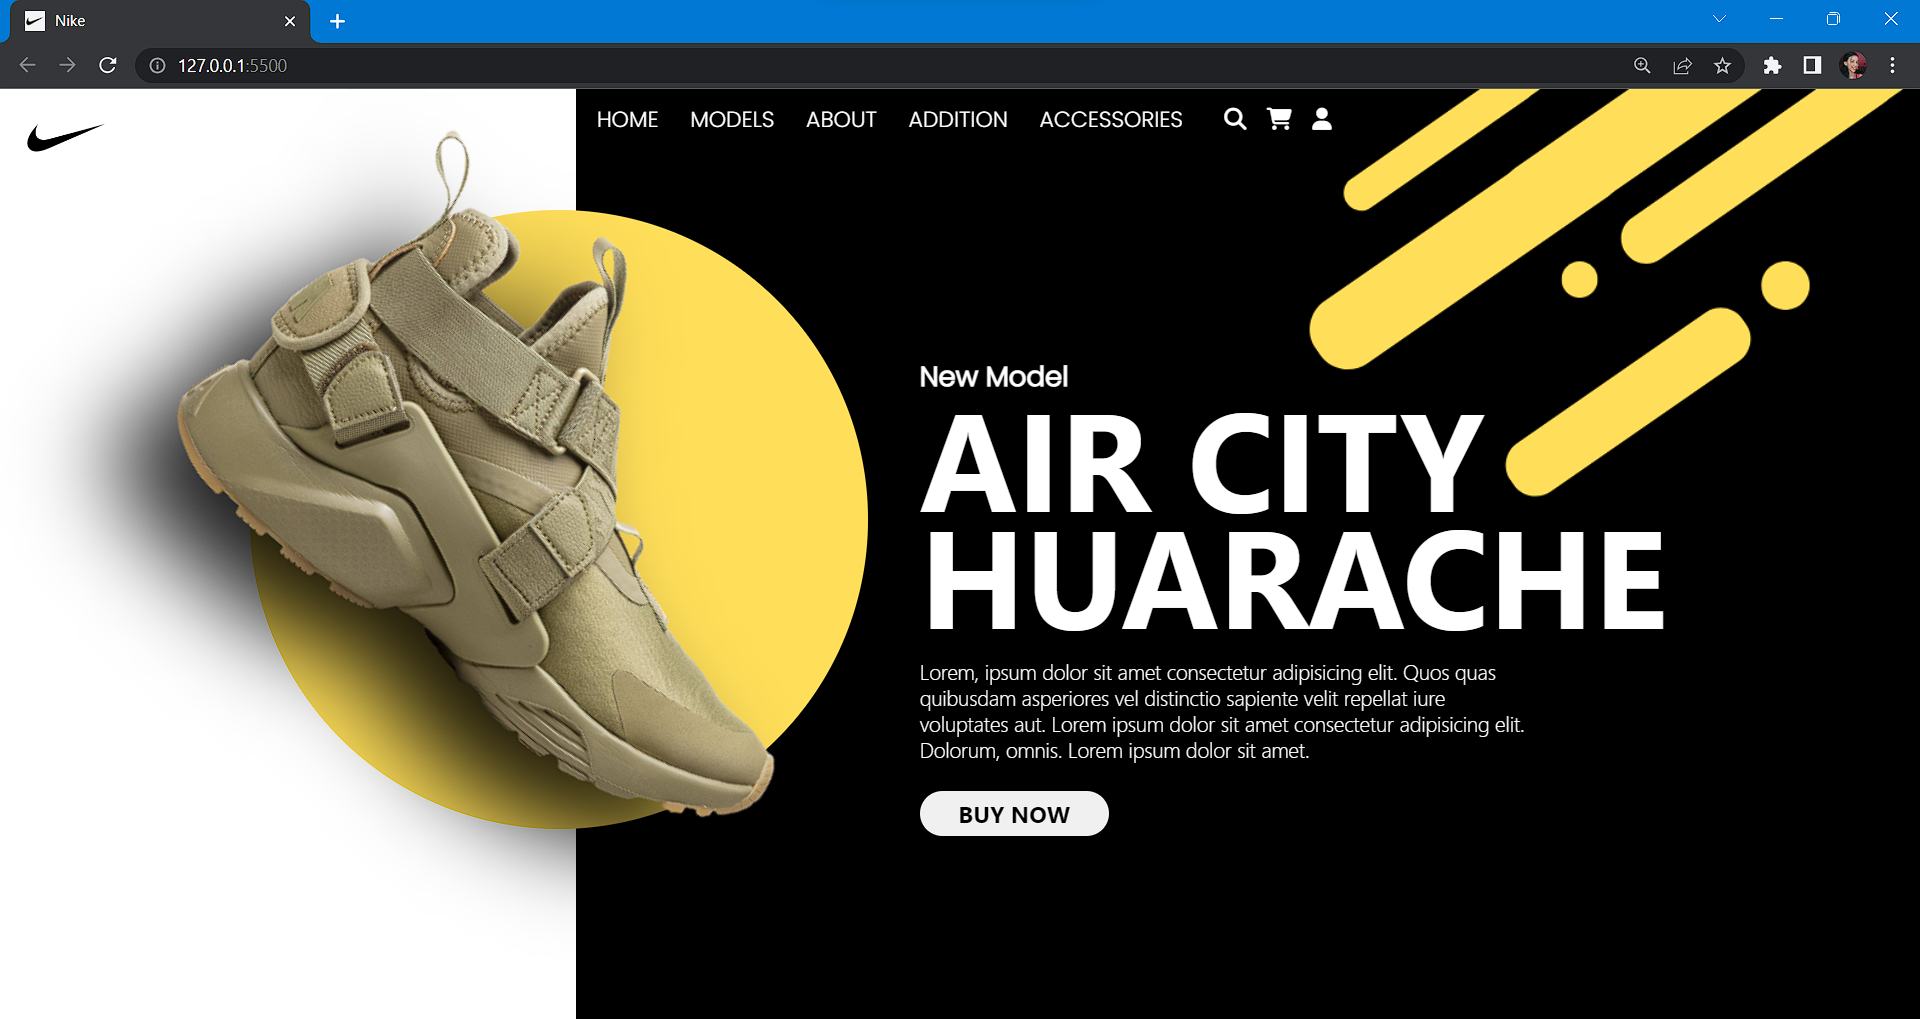 Nike
127.0.0.1:5500
HOME MODELS ABOUT ADDITION ACCESSORIES
New Model
AIR CITY
HUARACHE
Lorem, ipsum dolor sit amet consectetur adipisicing elit. Quos quas
quibusdam asperiores vel distinctio sapiente velit repellat iure
voluptates aut. Lorem ipsum dolor sit amet consectetur adipisicing elit.
Dolorum, omnis. Lorem ipsum dolor sit amet.
BUY NOW